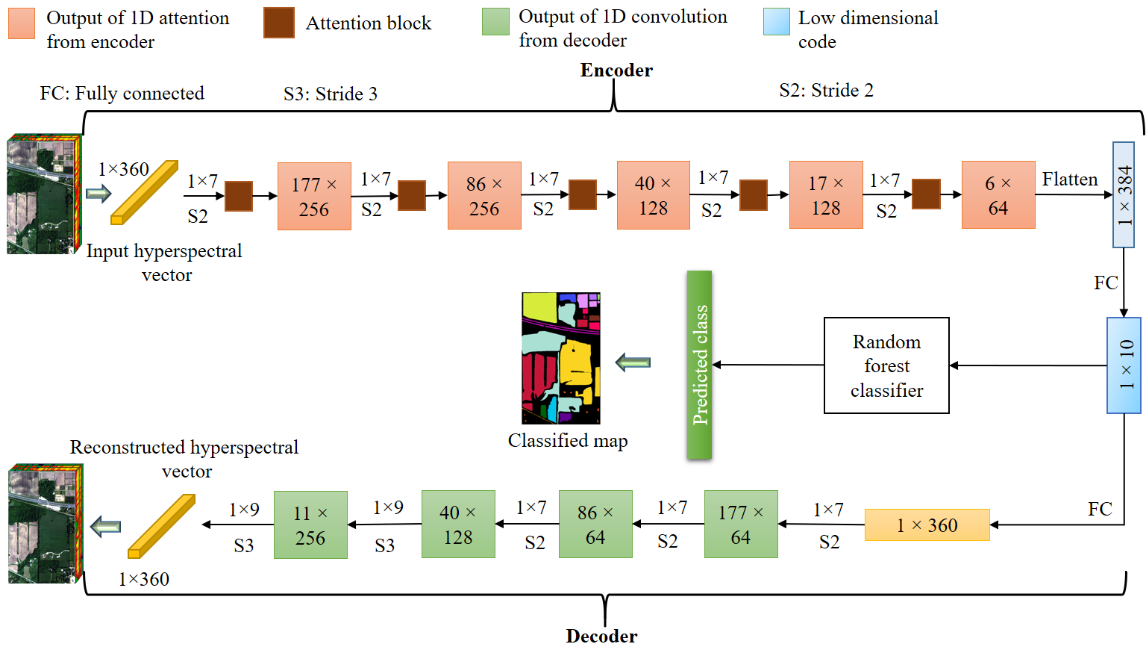 Output of 1D attention
from encoder
Attention block
Output of 1D convolution
from decoder
Low dimensional
code
Encoder
FC: Fully connected
S3: Stride 3
S2: Stride 2
1×360
Input hyperspectral
vector
1×7
S2
177 ×
256
1×7
S2
86 ×
256
1×7
S2
40 ×
128
1×7
S2
17 ×
128
1×7
S2
6 ×
64
Flatten
1 × 384
FC
1 × 10
Random
forest
classifier
Predicted class
Classified map
FC
1 × 360
1×7
S2
177 ×
64
1×7
S2
86 ×
64
1×7
S2
40 ×
128
1×9
S3
11 ×
256
1×9
S3
Reconstructed hyperspectral
vector
1×360
Decoder